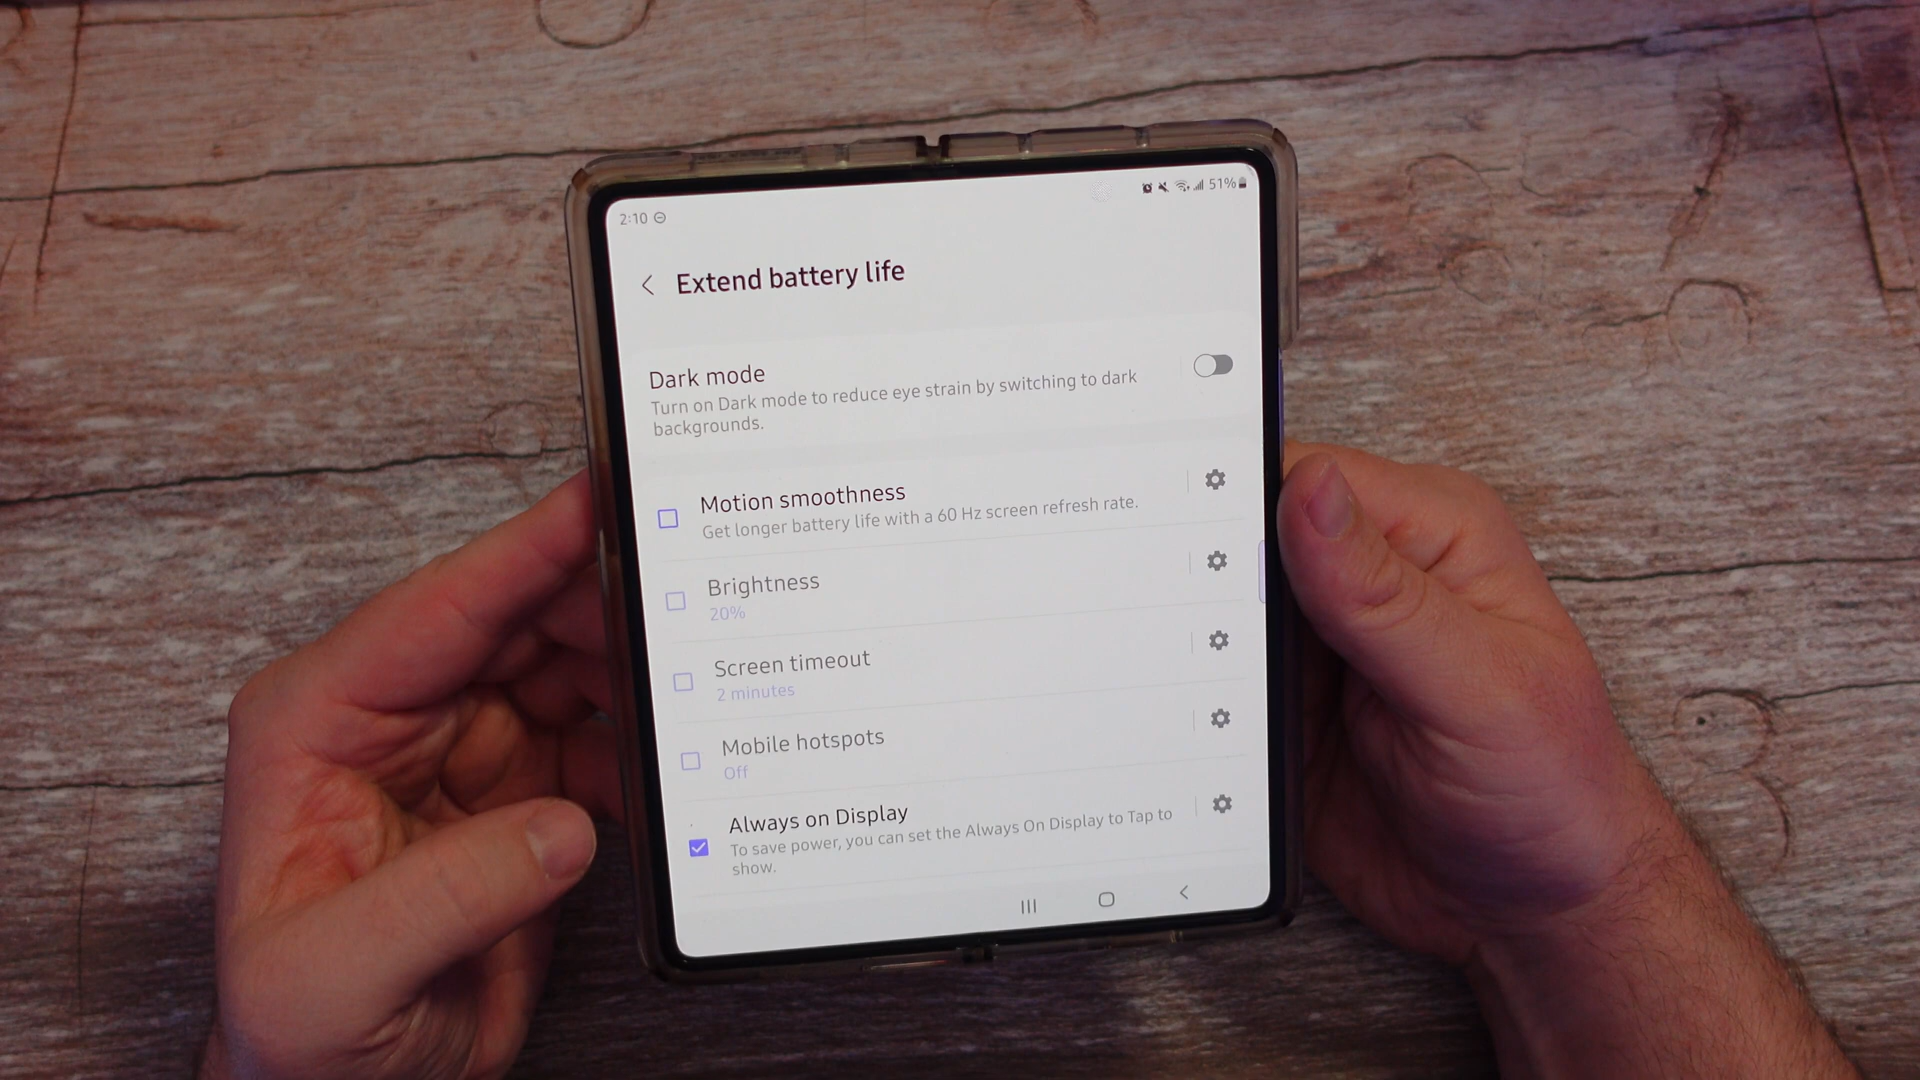 2:10
51%
Extend battery life
Dark mode
Turn on Dark mode to reduce eye strain by switching to dark
backgrounds.
Motion smoothness
Get longer battery life with a 60 Hz screen refresh rate.
Brightness
20%
Screen timeout
2 minutes
Mobile hotspots
Off
Always on Display
To save power, you can set the Always On Display to Tap to
show.